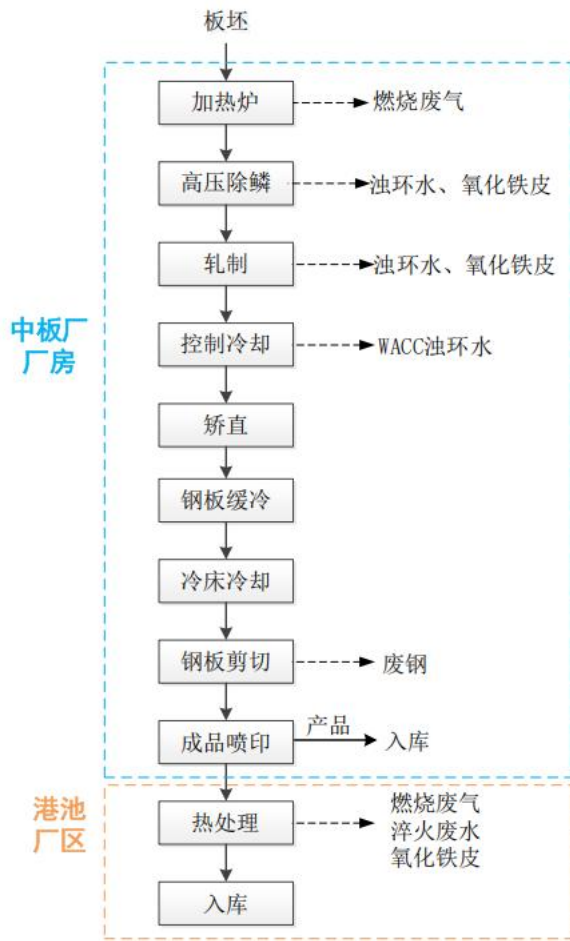 板坯
加热炉
燃烧废气
高压除鳞
浊环水、氧化铁皮
轧制
浊环水、氧化铁皮
中板厂
厂房
控制冷却
WACC浊环水
矫直
钢板缓冷
冷床冷却
钢板剪切
废钢
成品喷印
产品
入库
港池
厂区
热处理
燃烧废气
淬火废水
氧化铁皮
入库